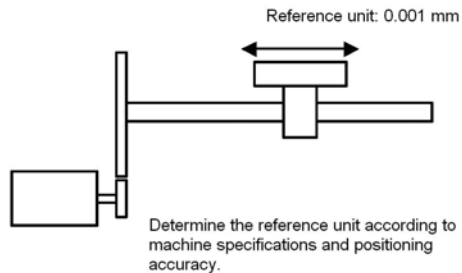 Reference unit: 0.001 mm
Determine the reference unit according to
machine specifications and positioning
accuracy.